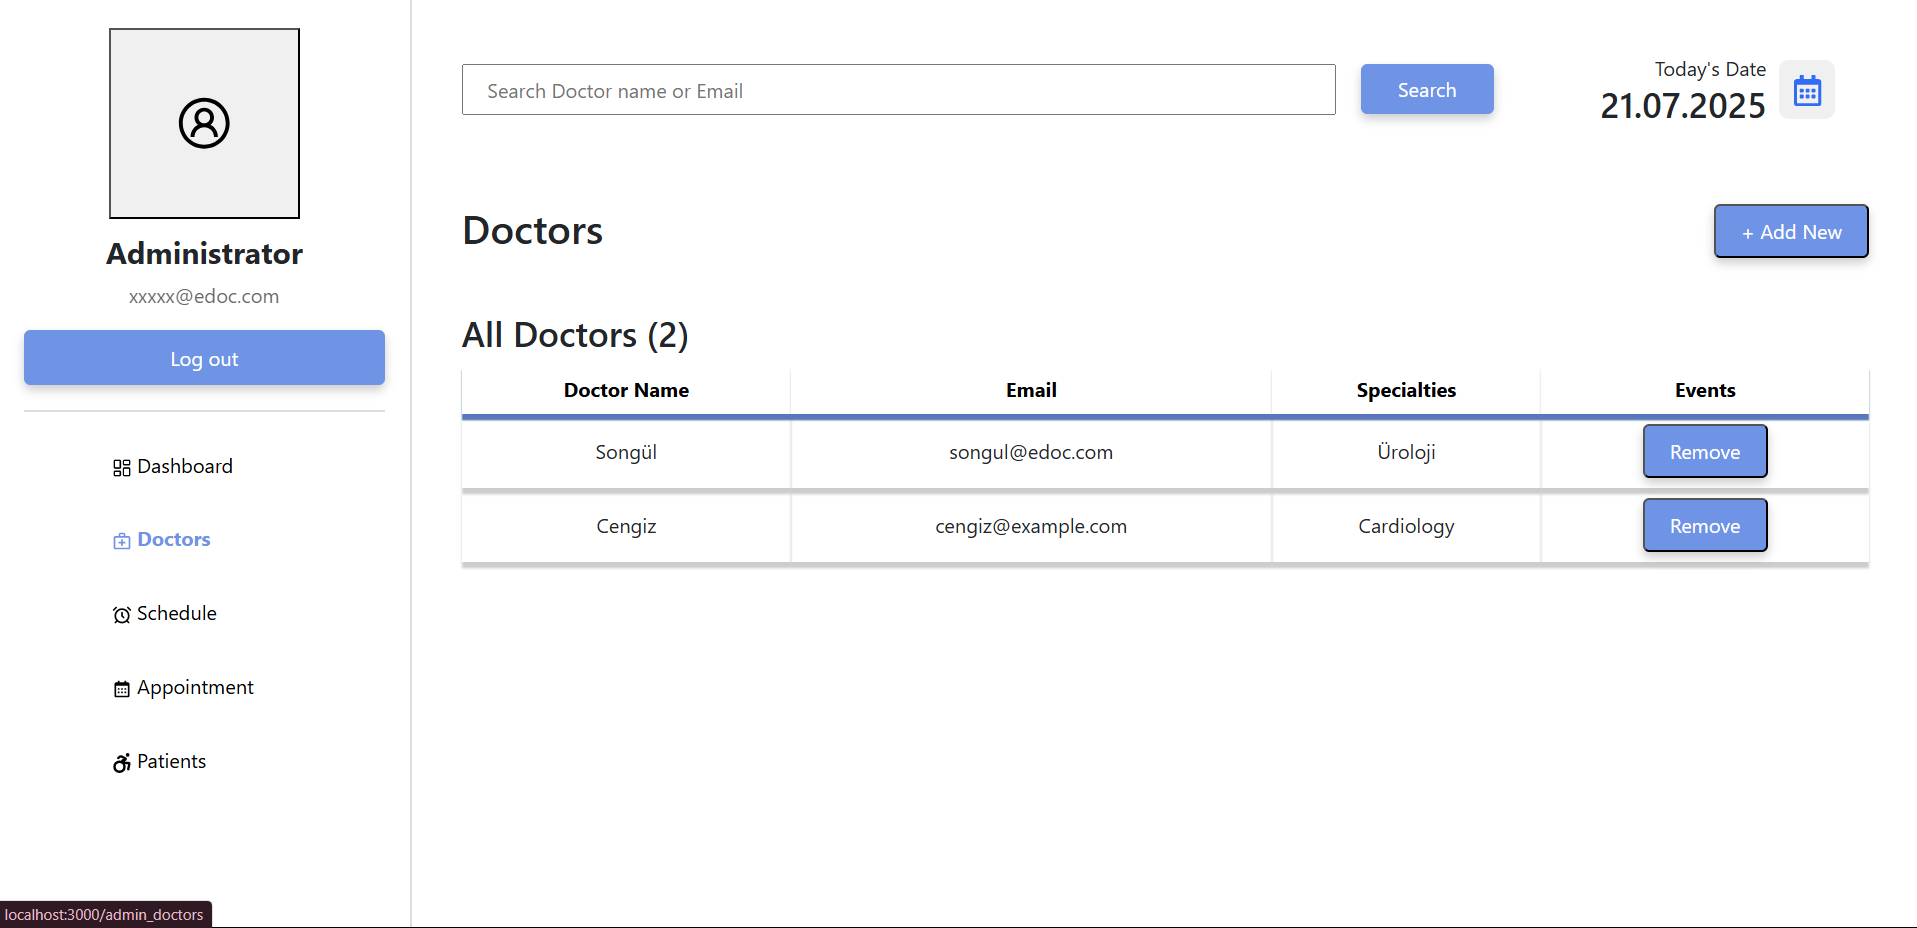 Administrator
xxxxx@edoc.com
Log out
Dashboard
Doctors
Schedule
Appointment
Patients
Search Doctor name or Email
Search
Today's Date
21.07.2025
Doctors
+ Add New
All Doctors (2)
Doctor Name Email Specialties Events
Songül songul@edoc.com Üroloji Remove
Cengiz cengiz@example.com Cardiology Remove
localhost:3000/admin_doctors